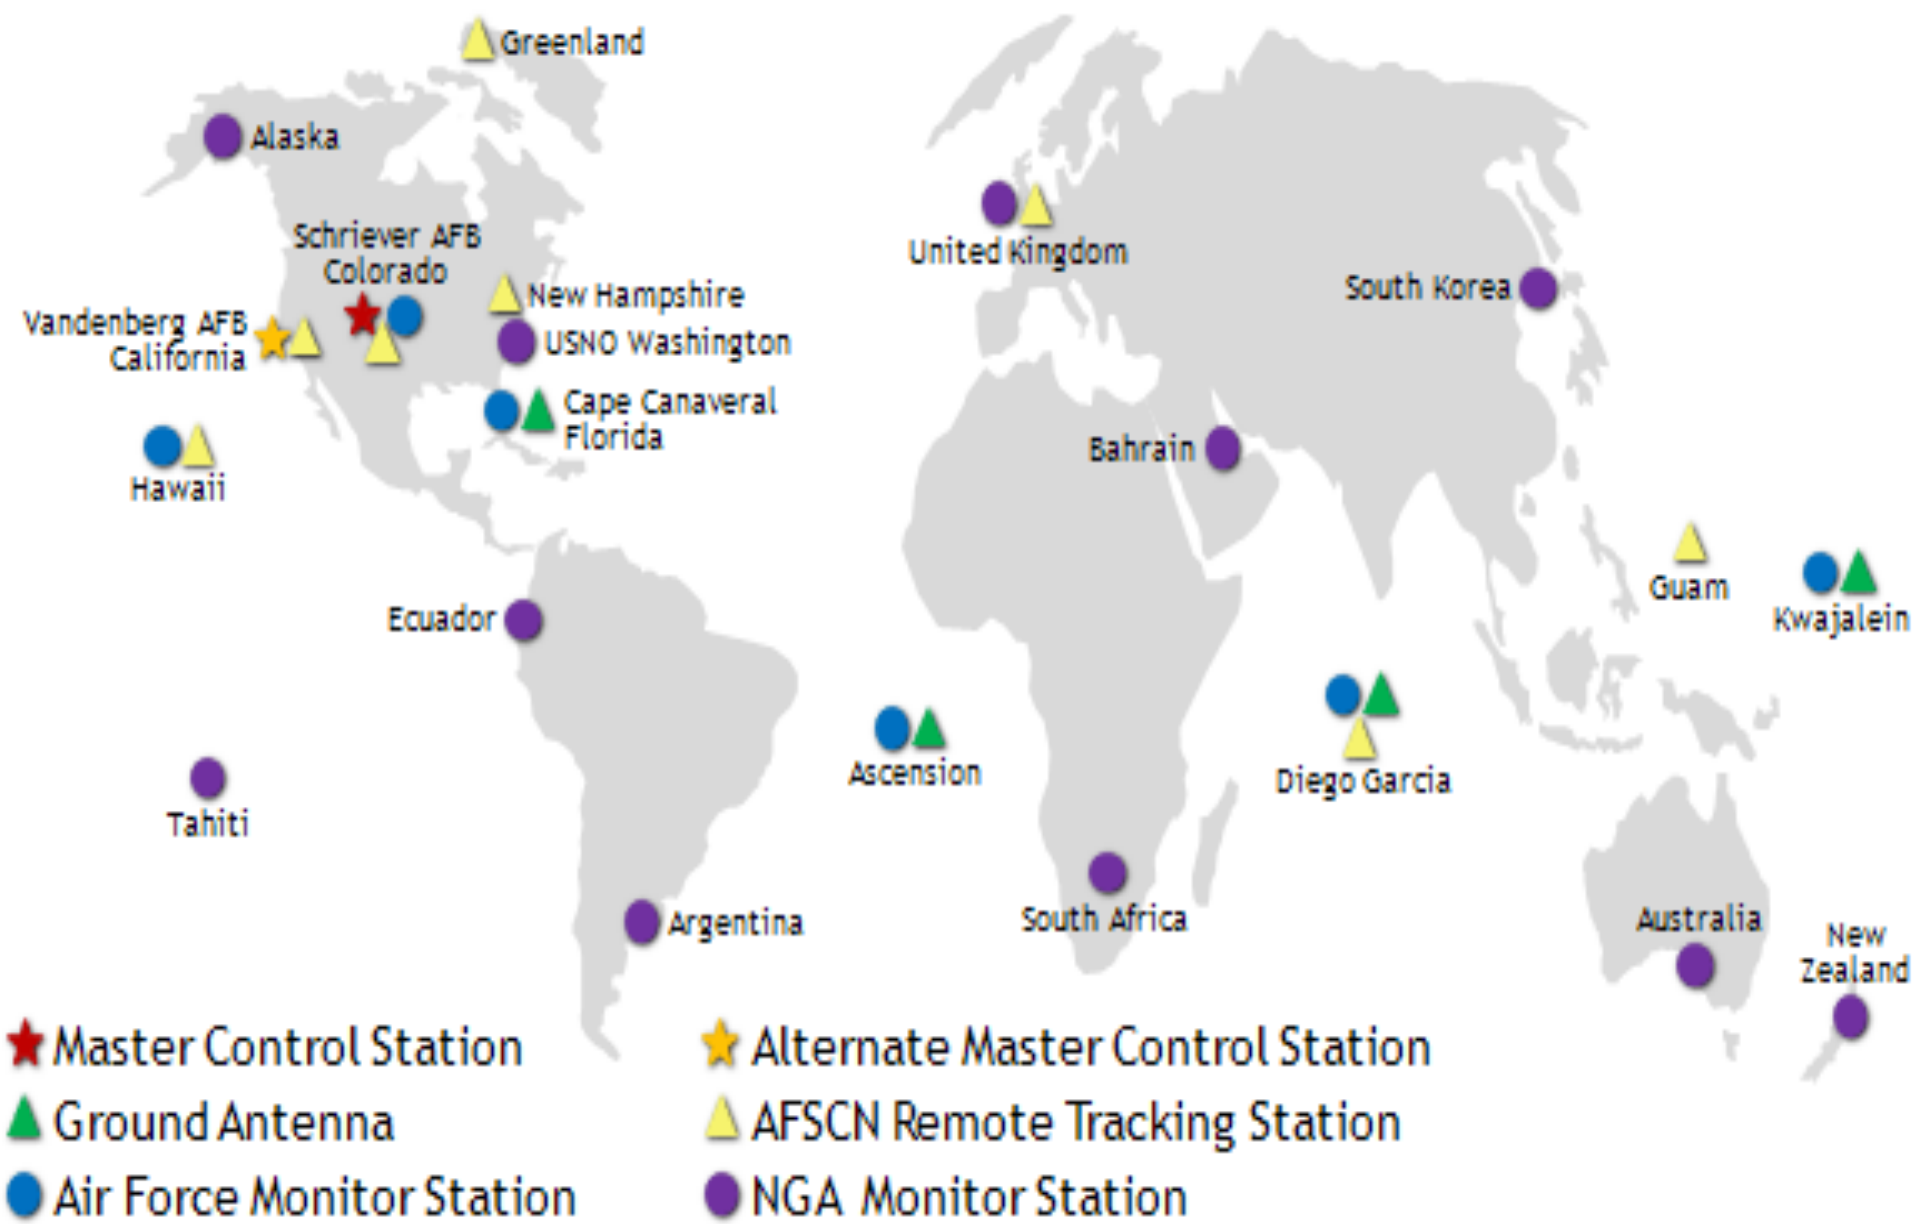 Greenland
Alaska
Schriever AFB
Colorado
New Hampshire
Vandenberg AFB
California
USNO Washington
Cape Canaveral
Florida
Hawaii
United Kingdom
South Korea
Bahrain
Guam
Kwajalein
Ecuador
Ascension
Diego Garcia
Tahiti
Argentina
South Africa
Australia
New
Zealand
Master Control Station
Alternate Master Control Station
Ground Antenna
AFSCN Remote Tracking Station
Air Force Monitor Station
NGA Monitor Station